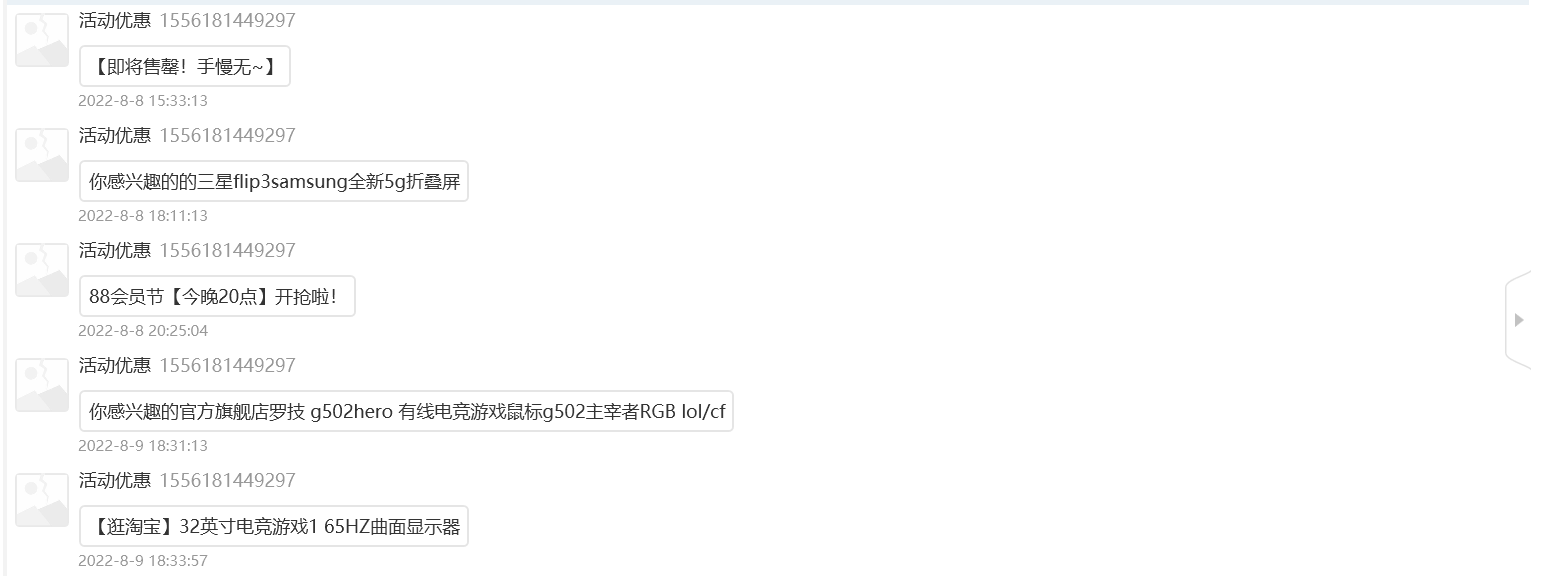 活动优惠 1556181449297
【即将售罄！手慢无~】
2022-8-8 15:33:13
活动优惠 1556181449297
你感兴趣的的三星flip3samsung全新5g折叠屏
2022-8-8 18:11:13
活动优惠 1556181449297
88会员节【今晚20点】开抢啦！
2022-8-8 20:25:04
活动优惠 1556181449297
你感兴趣的官方旗舰店罗技 g502hero 有线电竞游戏鼠标g502主宰者RGB lol/cf
2022-8-9 18:31:13
活动优惠 1556181449297
【逛淘宝】32英寸电竞游戏1 65HZ曲面显示器
2022-8-9 18:33:57